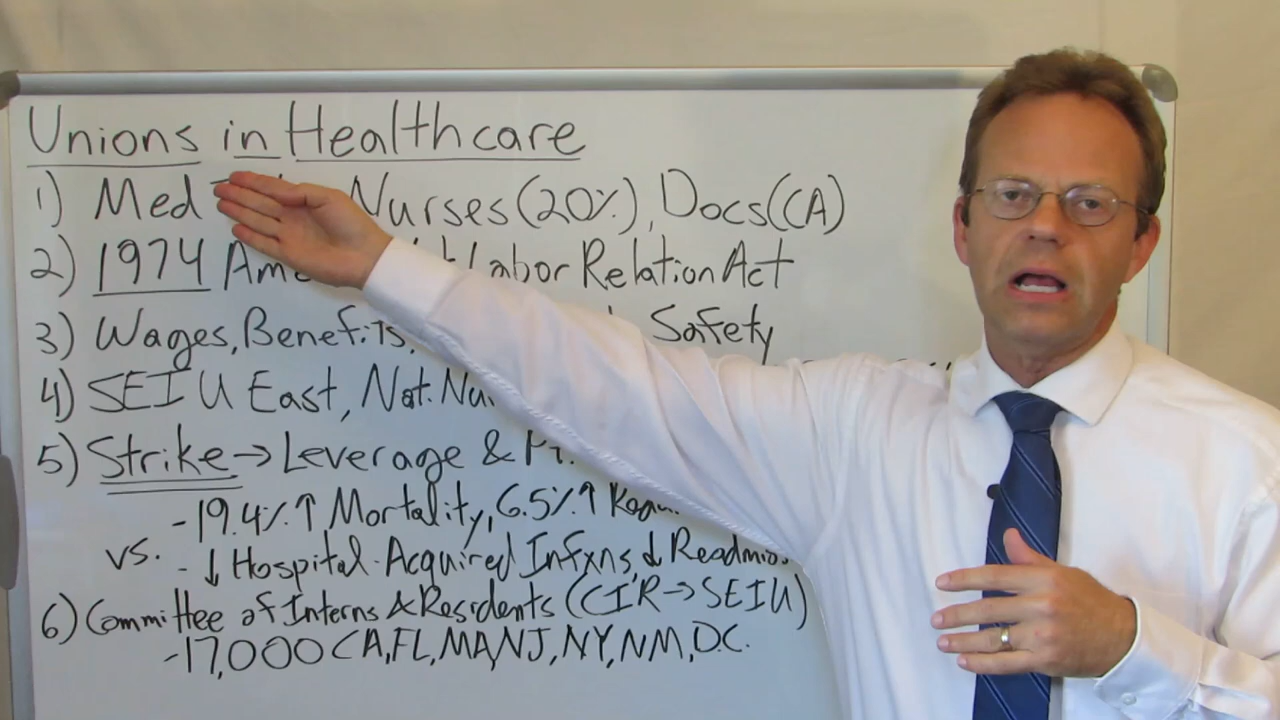 Unions in Healthcare
1) Med Nurses (20%), Docs (CA)
2) 1974 Labor Relation Act
3) Wages, Benefits, Safety
4) SEIU East, Nat.
5) Strike → Leverage &
-19.4% ↑ Mortality, 6.5% ↑
vs. - ↓ Hospital-Acquired Infxns, ↓
6) Committee of Interns & Residents (CIR → SEIU)
-17,000 CA, FL, MA, NJ, NY, NM, D.C.